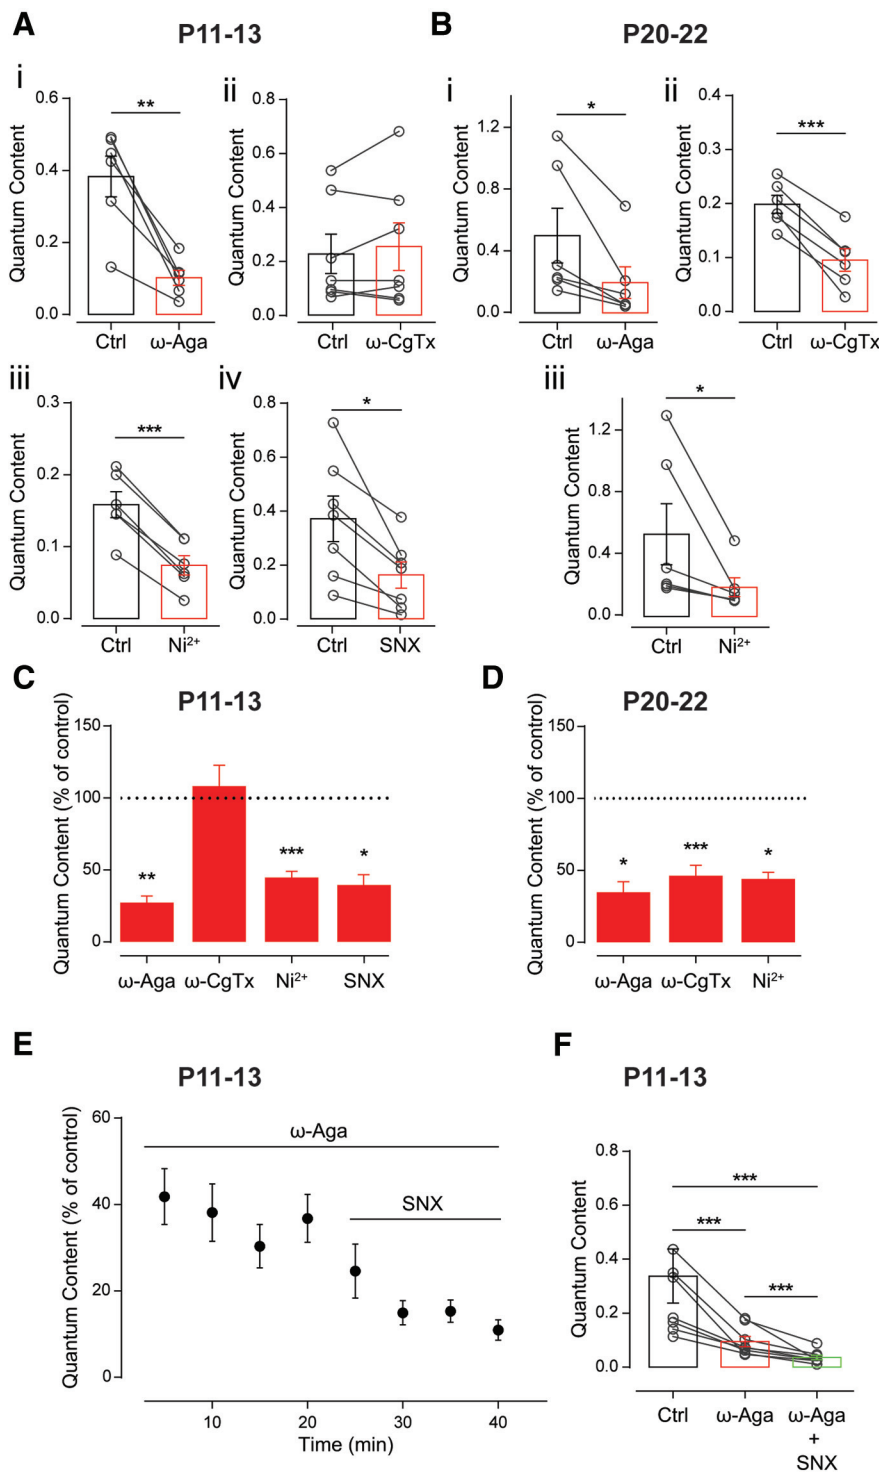 A
P11-13
B
P20-22
i
Quantum Content
0.6
0.4
0.2
0.0
**
Ctrl
ω-Aga
ii
Quantum Content
0.8
0.6
0.4
0.2
0.0
Ctrl
ω-CgTx
i
Quantum Content
1.2
0.8
0.4
0.0
*
Ctrl
ω-Aga
ii
Quantum Content
0.4
0.3
0.2
0.1
0.0
***
Ctrl
ω-CgTx
iii
Quantum Content
0.3
0.2
0.1
0.0
***
Ctrl
Ni²⁺
iv
Quantum Content
0.8
0.6
0.4
0.2
0.0
*
Ctrl
SNX
iii
Quantum Content
1.2
0.8
0.4
0.0
*
Ctrl
Ni²⁺
C
P11-13
Quantum Content (% of control)
150
100
50
0
**
***
*
ω-Aga
ω-CgTx
Ni²⁺
SNX
D
P20-22
Quantum Content (% of control)
150
100
50
0
*
***
*
ω-Aga
ω-CgTx
Ni²⁺
E
P11-13
Quantum Content (% of control)
60
40
20
0
ω-Aga
SNX
10
20
30
40
Time (min)
F
P11-13
Quantum Content
0.8
0.6
0.4
0.2
0.0
***
***
***
Ctrl
ω-Aga
ω-Aga
+
SNX